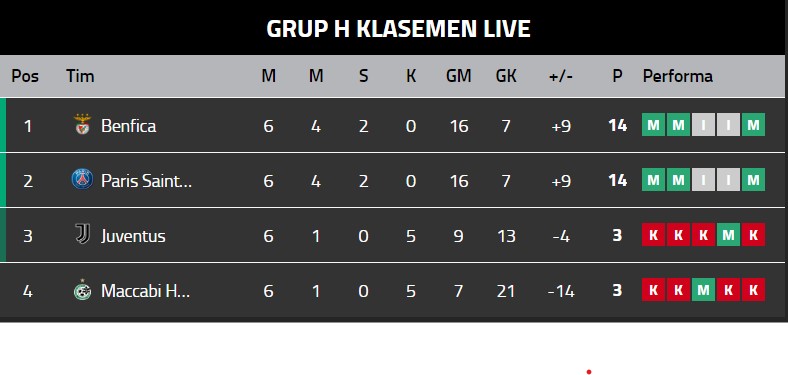 GRUP H KLASEMEN LIVE
Pos Tim M M S K GM GK +/- P Performa
1 Benfica 6 4 2 0 16 7 +9 14 M M I I M
2 Paris Saint... 6 4 2 0 16 7 +9 14 M M I I M
3 Juventus 6 1 0 5 9 13 -4 3 K K K M K
4 Maccabi H... 6 1 0 5 7 21 -14 3 K K M K K